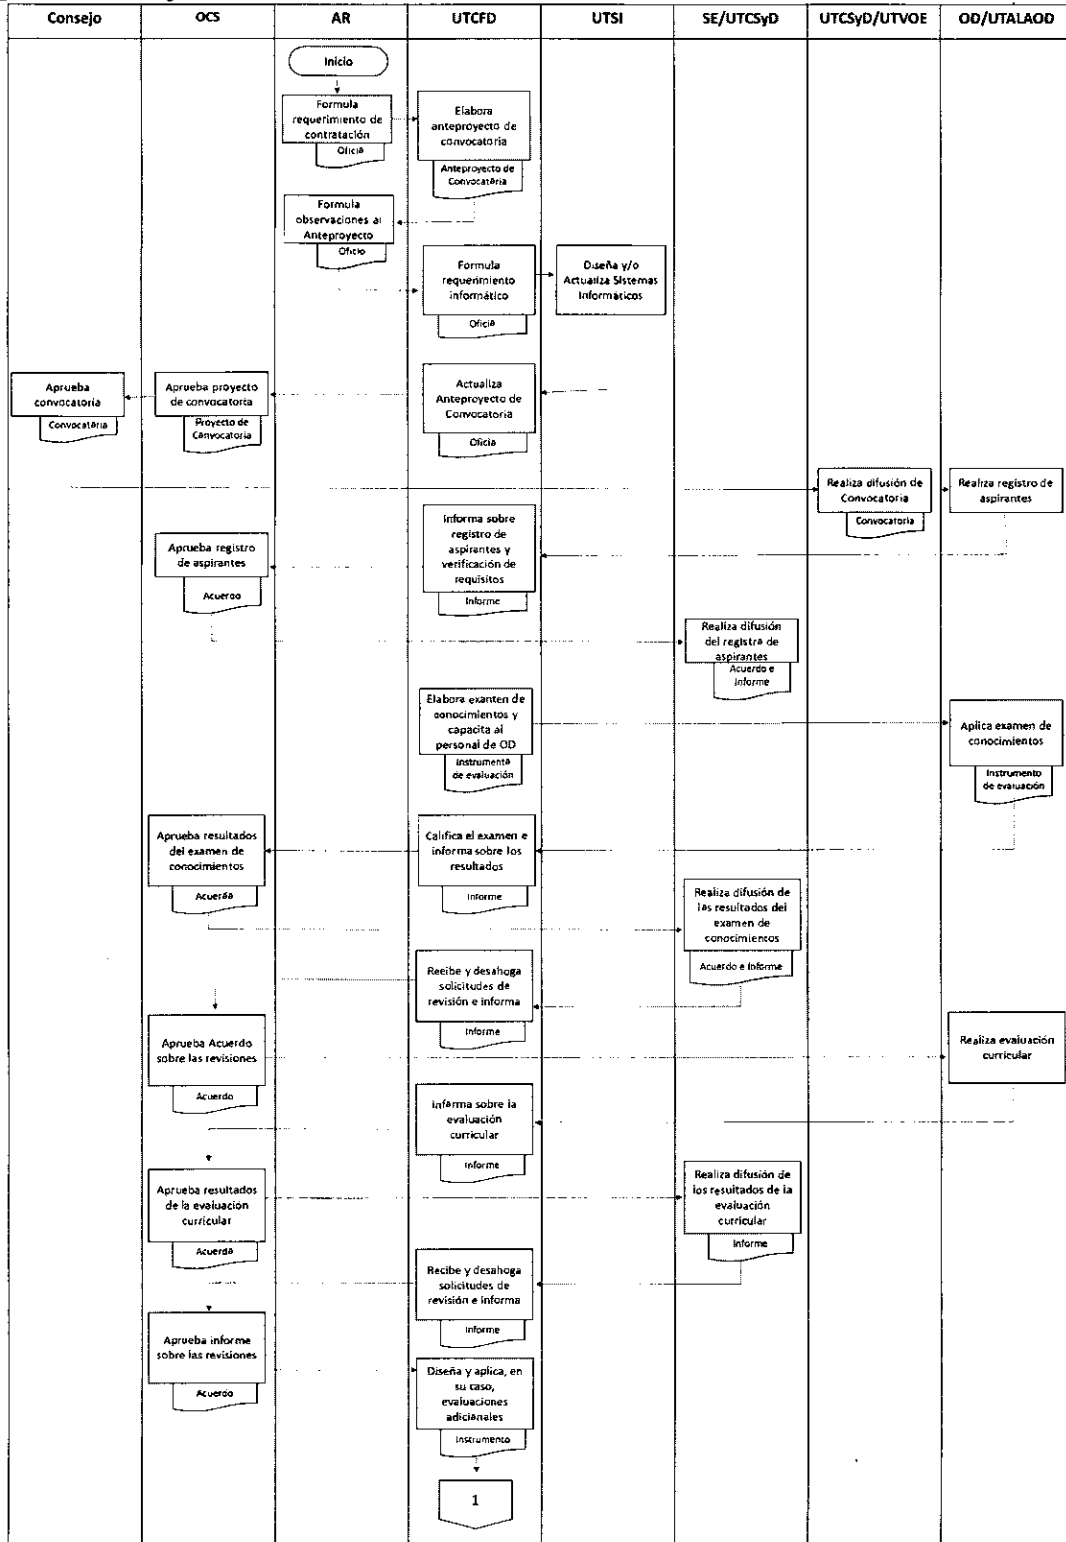 Consejo
OCS
AR
UTCFD
UTSI
SE/UTCSyD
UTCSyD/UTVOE
OD/UTALAOD
Inicio
Formula
requerimiento de
contratación
Oficio
Elabora
anteproyecto de
convocatoria
Anteproyecto de
Convocatoria
Formula
observaciones al
Anteproyecto
Oficio
Formula
requerimiento
informático
Oficio
Diseña y/o
Actualiza Sistemas
Informáticos
Aprueba
convocatoria
Convocatoria
Aprueba proyecto
de convocatoria
Proyecto de
Convocatoria
Actualiza
Anteproyecto de
Convocatoria
Oficio
Realiza difusión de
Convocatoria
Convocatoria
Realiza registro de
aspirantes
Informa sobre
registro de
aspirantes y
verificación de
requisitos
Informe
Aprueba registro
de aspirantes
Acuerdo
Realiza difusión
del registro de
aspirantes
Acuerdo e
Informe
Elabora examen de
conocimientos y
capacita al
personal de OD
Instrumento
de evaluación
Aplica examen de
conocimientos
Instrumento
de evaluación
Aprueba resultados
del examen de
conocimientos
Acuerdo
Califica el examen e
informa sobre los
resultados
Informe
Realiza difusión de
los resultados del
examen de
conocimientos
Acuerdo e Informe
Recibe y desahoga
solicitudes de
revisión e informa
Informe
Aprueba Acuerdo
sobre las revisiones
Acuerdo
Realiza evaluación
curricular
Informa sobre la
evaluación
curricular
Informe
Aprueba resultados
de la evaluación
curricular
Acuerdo
Realiza difusión de
los resultados de la
evaluación
curricular
Informe
Recibe y desahoga
solicitudes de
revisión e informa
Informe
Aprueba informe
sobre las revisiones
Acuerdo
Diseña y aplica, en
su caso,
evaluaciones
adicionales
Instrumento
1